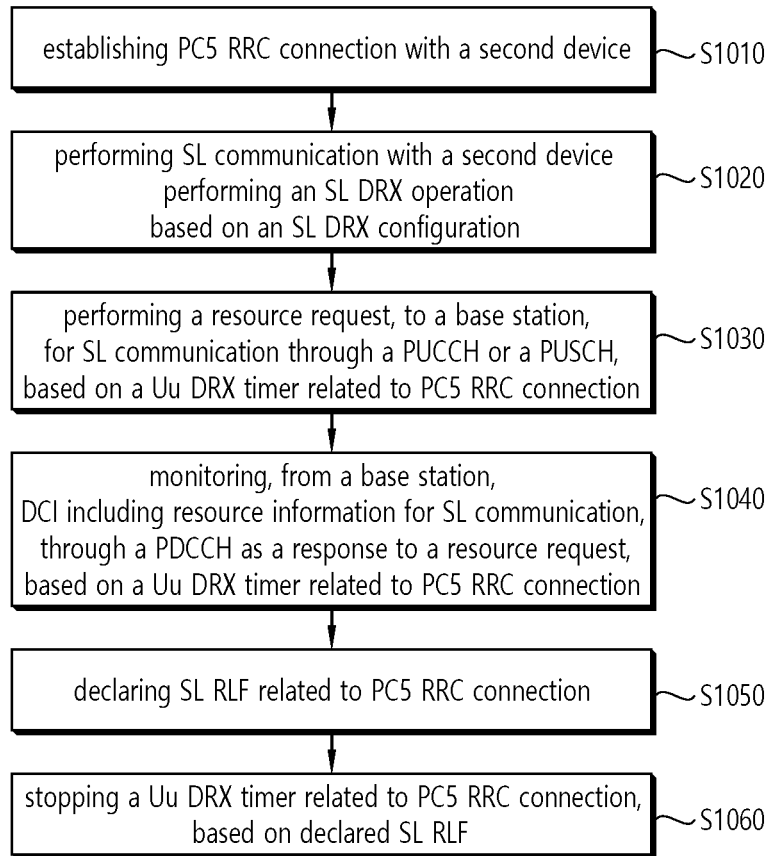 establishing PC5 RRC connection with a second device
S1010
performing SL communication with a second device
performing an SL DRX operation
based on an SL DRX configuration
S1020
performing a resource request, to a base station,
for SL communication through a PUCCH or a PUSCH,
based on a Uu DRX timer related to PC5 RRC connection
S1030
monitoring, from a base station,
DCI including resource information for SL communication,
through a PDCCH as a response to a resource request,
based on a Uu DRX timer related to PC5 RRC connection
S1040
declaring SL RLF related to PC5 RRC connection
S1050
stopping a Uu DRX timer related to PC5 RRC connection,
based on declared SL RLF
S1060